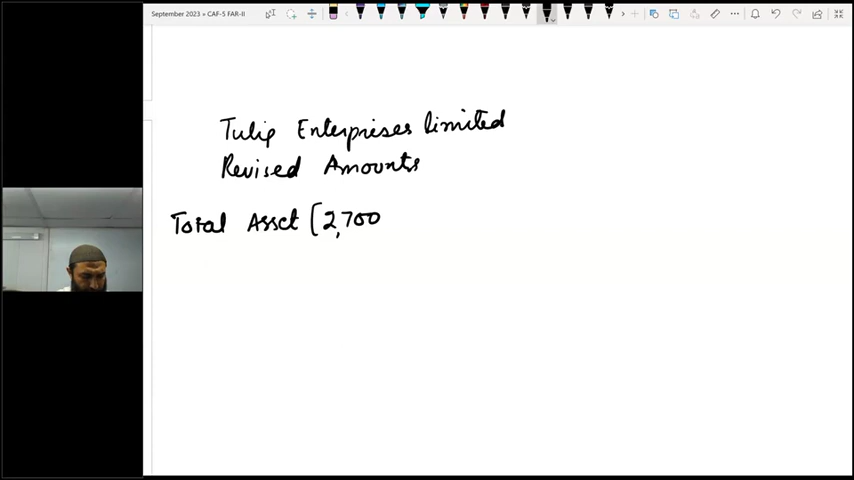 September 2023 » CAF-5 FAR-II
Tulip Enterprises limited
Revised Amounts
Total Asset [2,700